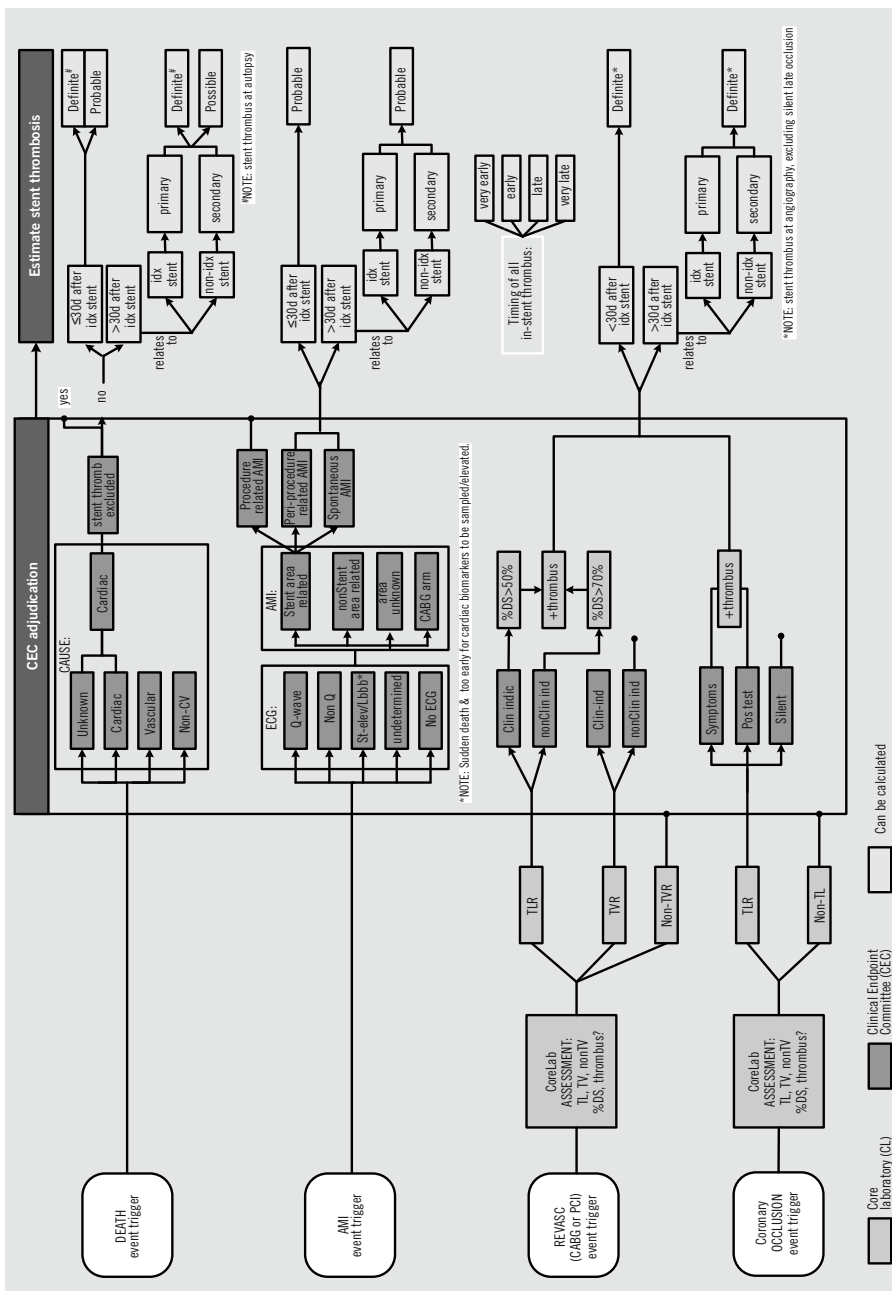 CEC adjudication
Estimate stent thrombosis
DEATH
event trigger
CAUSE:
Unknown
Cardiac
Vascular
Non-CV
Cardiac
stent thromb
excluded
yes
no
≤30d after
idx stent
>30d after
idx stent
Definite#
Probable
relates
to
idx
stent
non-idx
stent
primary
secondary
Definite#
Possible
#NOTE: stent thrombus at autopsy
AMI
event trigger
ECG:
Q-wave
Non Q
St-elev/Lbbb*
undetermined
No ECG
AMI:
Stent area
related
nonStent
area related
area
unknown
CABG arm
Procedure
related AMI
Peri-procedure
related AMI
Spontaneous
AMI
≤30d after
idx stent
>30d after
idx stent
Probable
relates
to
idx
stent
non-idx
stent
primary
secondary
Probable
*NOTE: Sudden death & too early for cardiac biomarkers to be sampled/elevated.
Timing of all
in-stent thrombus:
very early
early
late
very late
REVASC
(CABG or PCI)
event trigger
CoreLab
ASSESSMENT:
TL, TV, nonTV
%DS, thrombus?
TLR
TVR
Non-TVR
Clin indic
nonClin ind
Clin-ind
nonClin ind
%DS>50%
+thrombus
%DS>70%
<30d after
idx stent
>30d after
idx stent
Definite*
relates
to
idx
stent
non-idx
stent
primary
secondary
Definite*
*NOTE: stent thrombus at angiography, excluding silent late occlusion
Coronary
OCCLUSION
event trigger
CoreLab
ASSESSMENT:
TL, TV, nonTV
%DS, thrombus?
TLR
Non-TL
Symptoms
Pos test
Silent
+thrombus
Core
laboratory (CL)
Clinical Endpoint
Committee (CEC)
Can be calculated